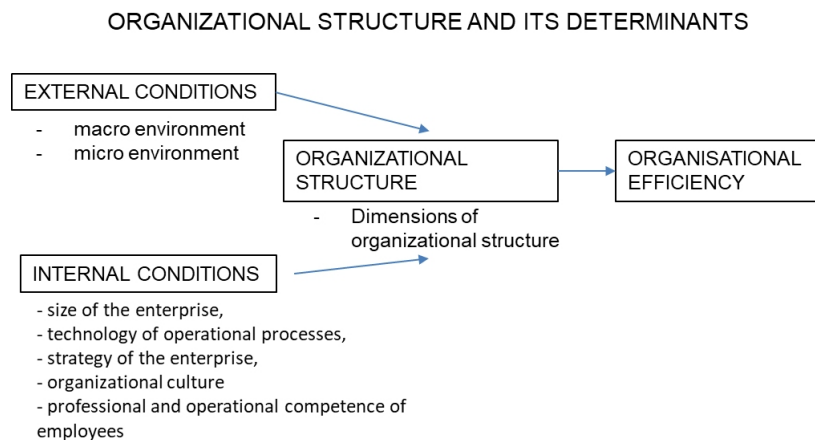 ORGANIZATIONAL STRUCTURE AND ITS DETERMINANTS
EXTERNAL CONDITIONS
- macro environment
- micro environment
ORGANIZATIONAL
STRUCTURE
- Dimensions of
organizational structure
ORGANISATIONAL
EFFICIENCY
INTERNAL CONDITIONS
- size of the enterprise,
- technology of operational processes,
- strategy of the enterprise,
- organizational culture
- professional and operational competence of
employees